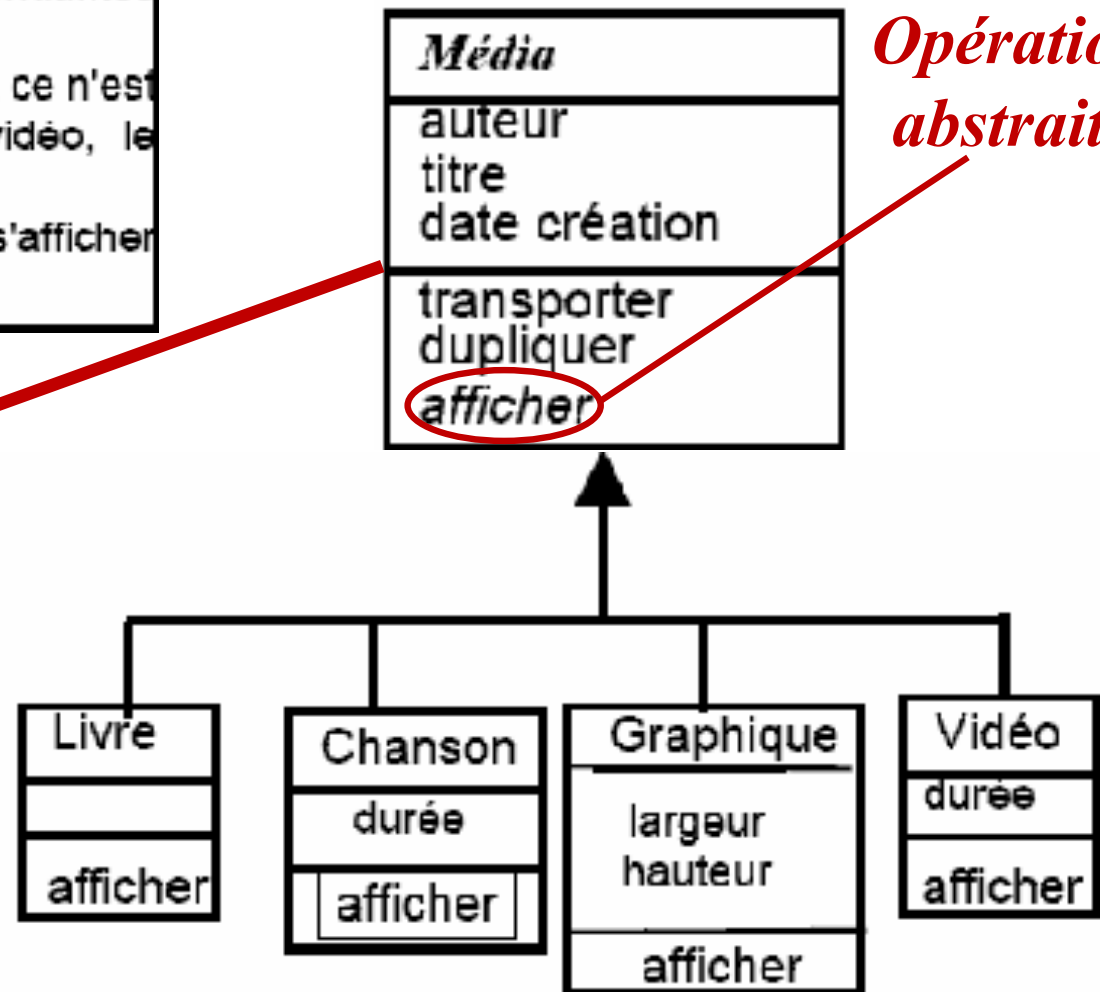 ce n'est
vidéo, le
s'afficher
Média
auteur
titre
date création
transporter
dupliquer
afficher
Opératio
abstrait
Livre
afficher
Chanson
durée
afficher
Graphique
largeur
hauteur
afficher
Vidéo
durée
afficher